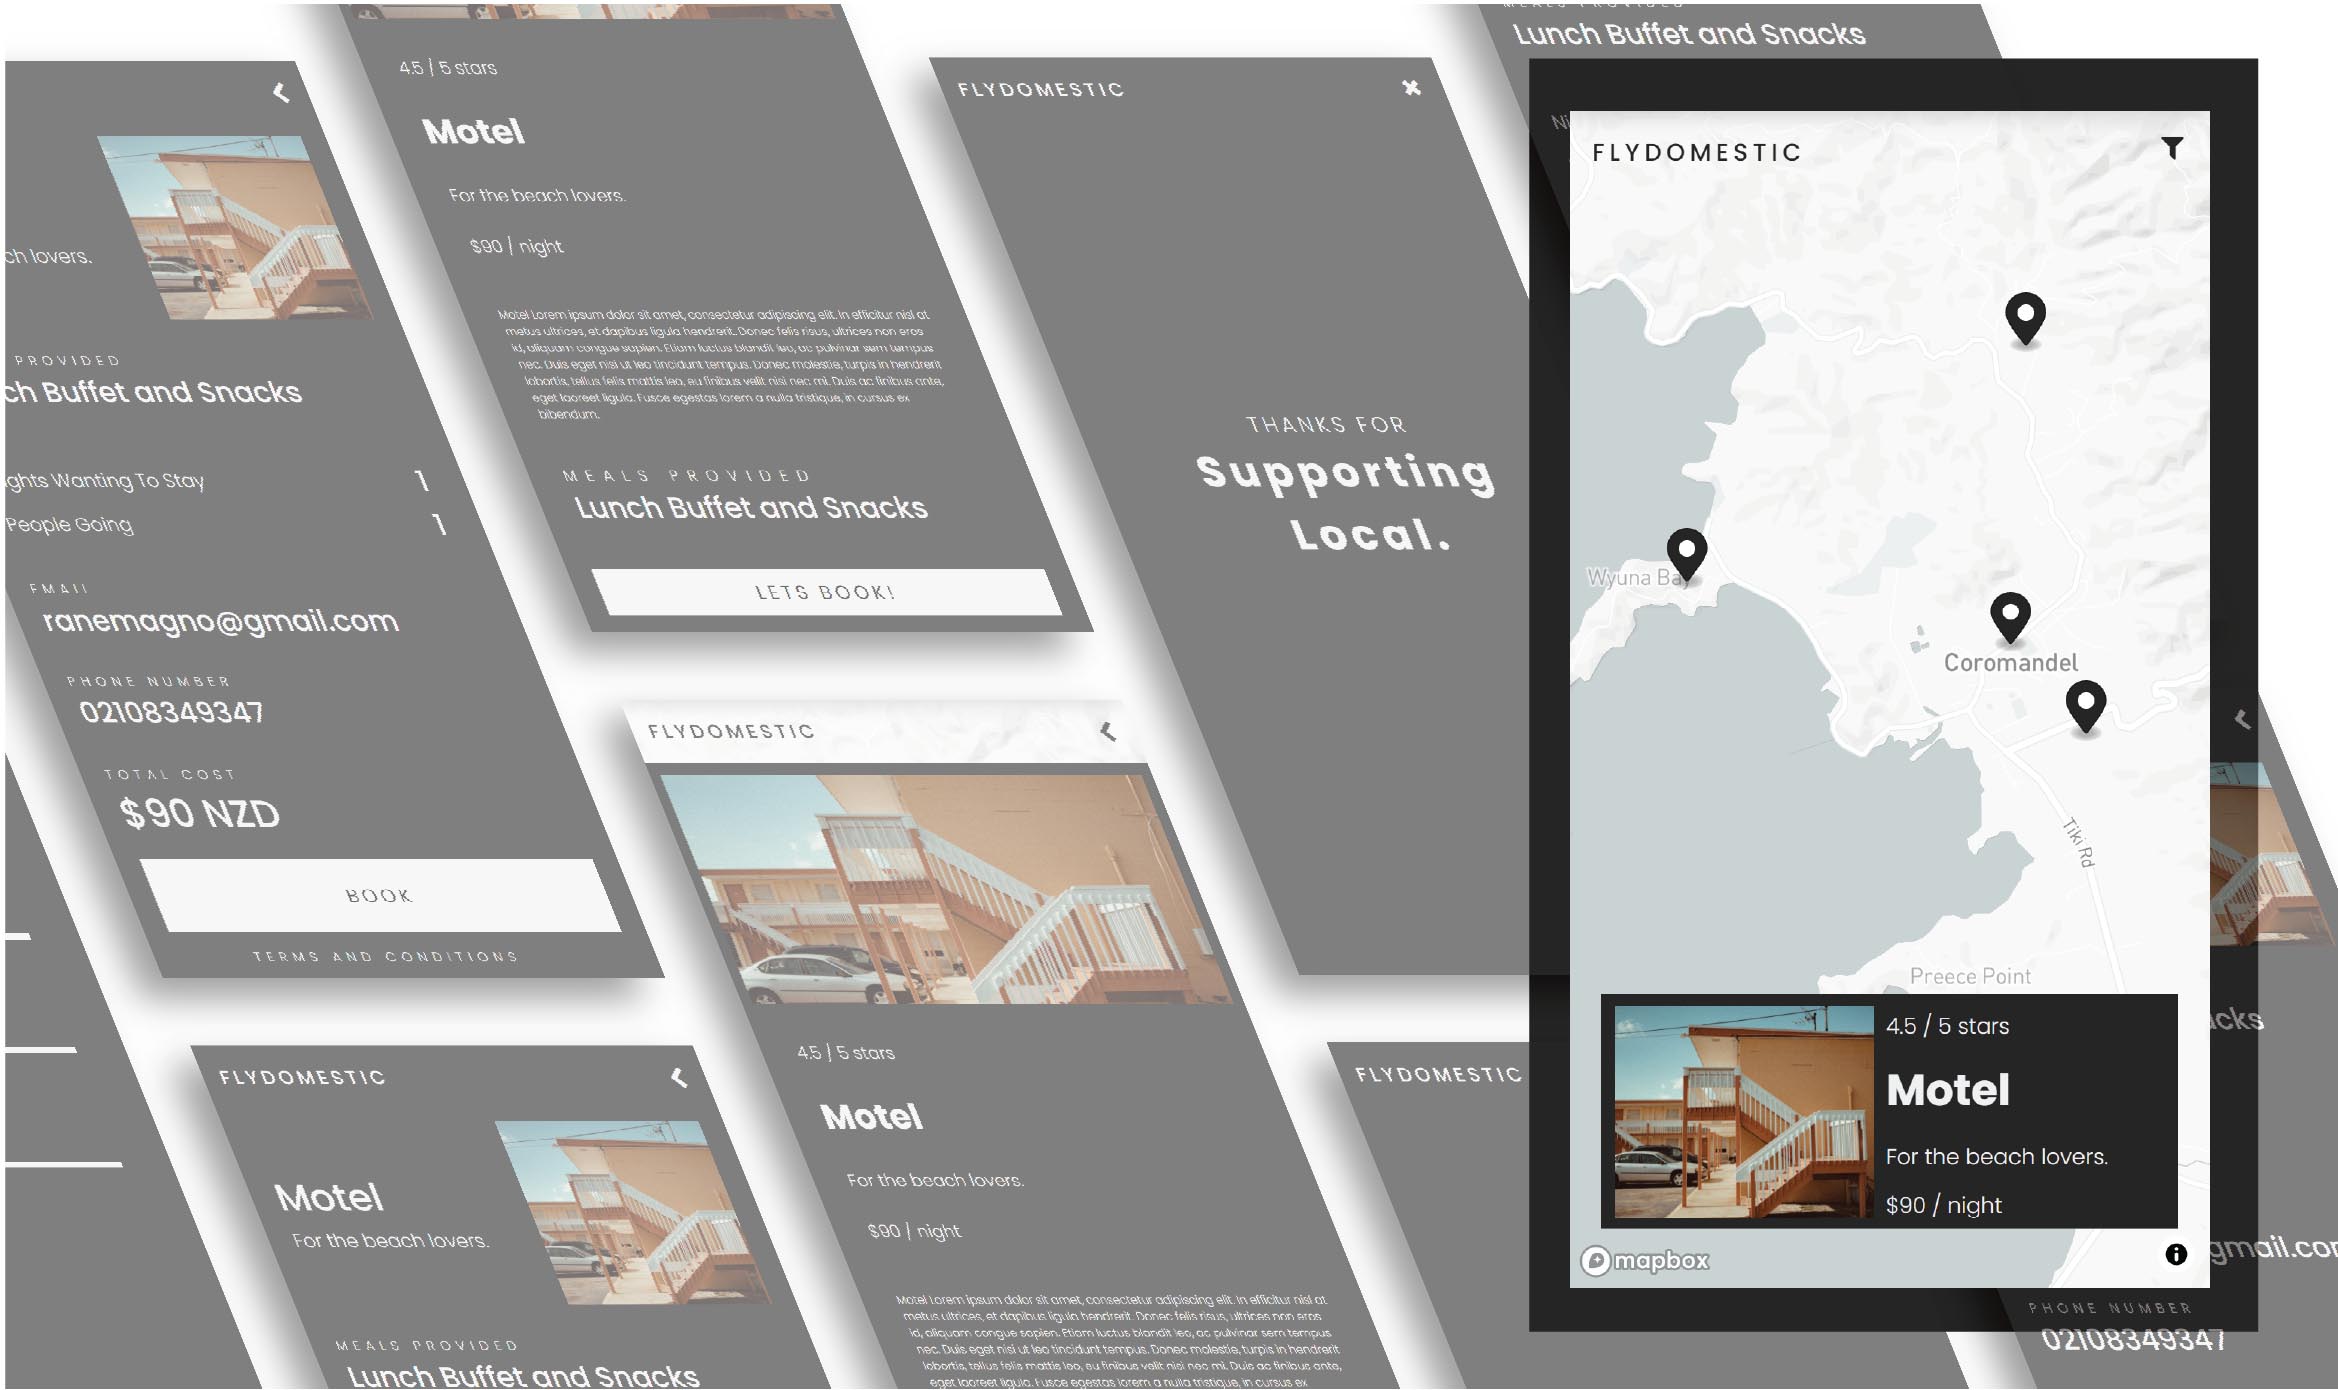 lovers.
PROVIDED
Buffet and Snacks
Wanting To Stay
1
People Going
1
EMAIL
ranemagno@gmail.com
PHONE NUMBER
02108349347
TOTAL COST
$90 NZD
BOOK
TERMS AND CONDITIONS
4.5 / 5 stars
Motel
For the beach lovers.
$90 / night
Motel Lorem ipsum dolor sit amet, consectetur adipiscing elit. In efficitur nisl at
metus ultrices, et dapibus ligula hendrerit. Donec felis risus, ultrices non eros
id, aliquam congue sapien. Etiam luctus blandit leo, ac pulvinar sem tempus
nec. Duis eget nisi ut leo tincidunt tempus. Donec molestie, turpis in hendrerit
lobortis, tellus felis mattis leo, eu finibus velit nisl nec mi. Duis ac finibus ante,
eget laoreet ligula. Fusce egestas lorem a nulla tristique, in cursus ex
bibendum.
MEALS PROVIDED
Lunch Buffet and Snacks
LETS BOOK!
FLYDOMESTIC
Motel
For the beach lovers.
MEALS PROVIDED
Lunch Buffet and Snacks
FLYDOMESTIC
4.5 / 5 stars
Motel
For the beach lovers.
$90 / night
Motel Lorem ipsum dolor sit amet, consectetur adipiscing elit. In efficitur nisl at
metus ultrices, et dapibus ligula hendrerit. Donec felis risus, ultrices non eros
id, aliquam congue sapien. Etiam luctus blandit leo, ac pulvinar sem tempus
nec. Duis eget nisi ut leo tincidunt tempus. Donec molestie, turpis in hendrerit
lobortis, tellus felis mattis leo, eu finibus velit nisl nec mi. Duis ac finibus ante,
eget laoreet ligula. Fusce egestas lorem a nulla tristique, in cursus ex
FLYDOMESTIC
THANKS FOR
Supporting
Local.
FLYDOMESTIC
MEALS PROVIDED
Lunch Buffet and Snacks
FLYDOMESTIC
Wyuna Bay
Coromandel
Tiki Rd
Preece Point
4.5 / 5 stars
Motel
For the beach lovers.
$90 / night
mapbox
PHONE NUMBER
02108349347